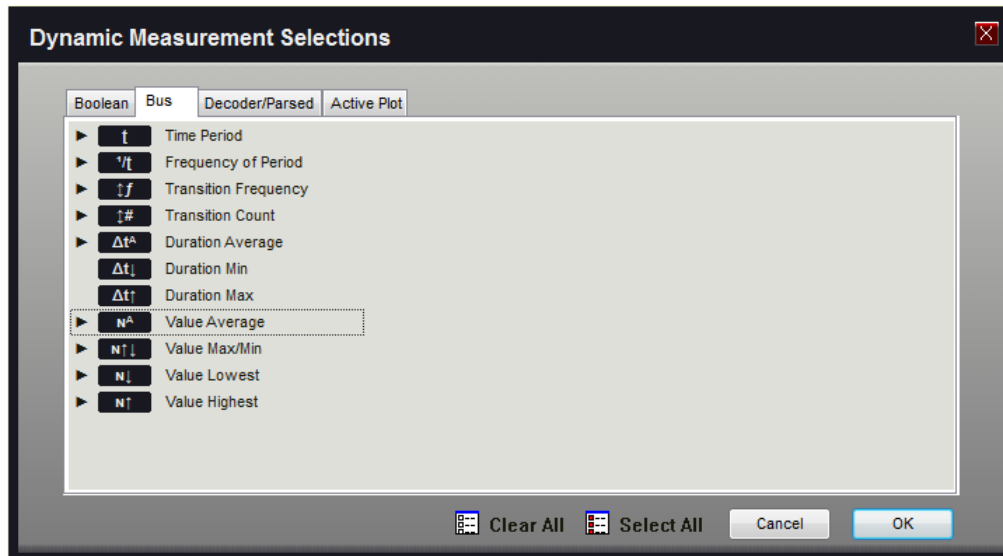 Dynamic Measurement Selections
Boolean Bus Decoder/Parsed Active Plot
► t Time Period
► ¹/t Frequency of Period
► ↕f Transition Frequency
► ↕# Transition Count
► Δtᴬ Duration Average
Δt↓ Duration Min
Δt↑ Duration Max
► Nᴬ Value Average
► N↑↓ Value Max/Min
► N↓ Value Lowest
► N↑ Value Highest
Clear All Select All Cancel OK